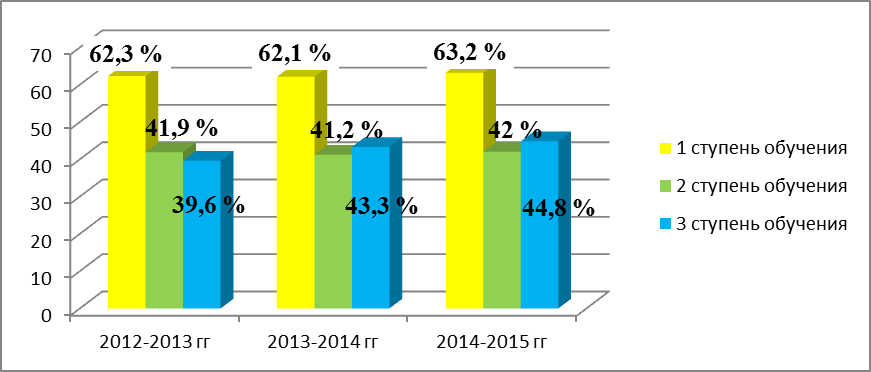 70
60
50
40
30
20
10
0
62,3 %
41,9 %
39,6 %
62,1 %
41,2 %
43,3 %
63,2 %
42 %
44,8 %
2012-2013 гг
2013-2014 гг
2014-2015 гг
1 ступень обучения
2 ступень обучения
3 ступень обучения